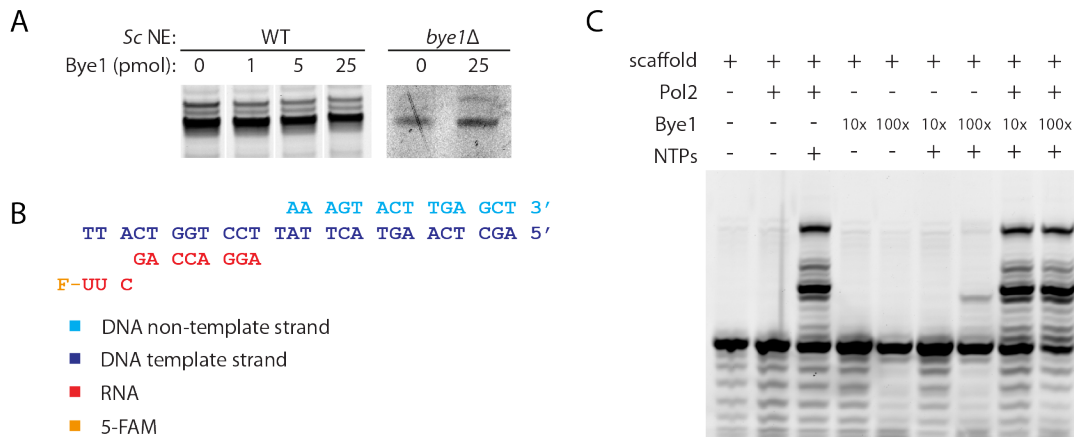 A
Sc NE: WT bye1Δ
Bye1 (pmol): 0 1 5 25 0 25
B
AA AGT ACT TGA GCT 3′
TT ACT GGT CCT TAT TCA TGA ACT CGA 5′
GA CCA GGA
F-UU C
DNA non-template strand
DNA template strand
RNA
5-FAM
C
scaffold + + + + + + + + +
Pol2 - + + - - - - + +
Bye1 - - - 10x 100x 10x 100x 10x 100x
NTPs - - + - - + + + +